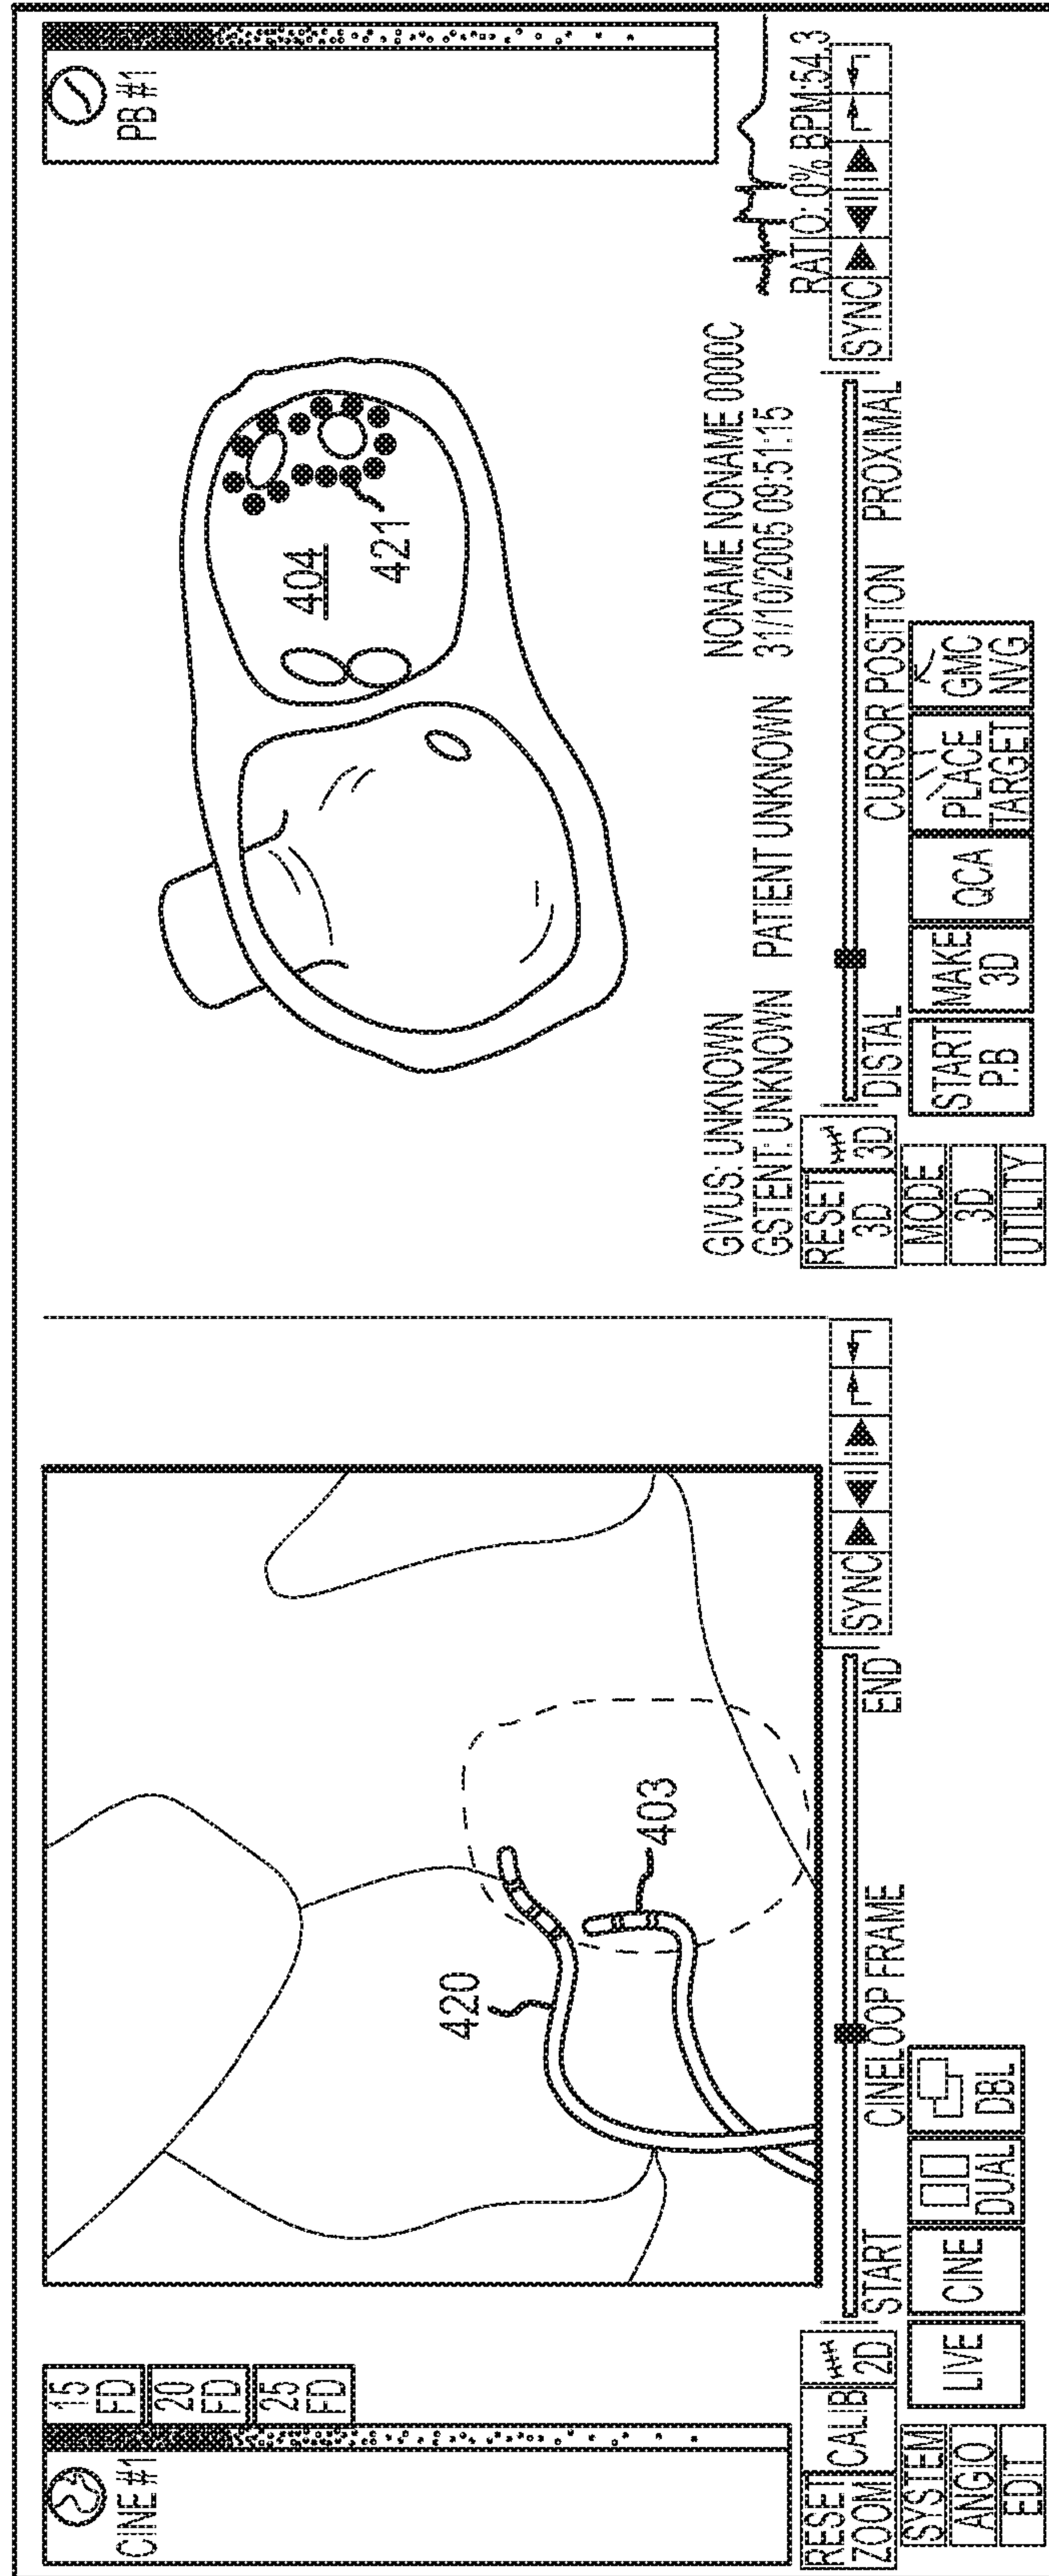 CINE #1
15
FD
20
FD
25
FD
420
403
RESET
ZOOM
CALIB
2D
START
CINELOOP FRAME
END
SYNC
SYSTEM
ANGIO
EDIT
LIVE
CINE
DUAL
DBL
PB #1
404
421
GIVUS: UNKNOWN
GSTENT: UNKNOWN
PATIENT UNKNOWN
NONAME NONAME 0000C
31/10/2005 09:51:15
RATIO: 0% BPM:54.3
RESET
3D
3D
DISTAL
CURSOR POSITION
PROXIMAL
SYNC
MODE
3D
UTILITY
START
P.B
MAKE
3D
QCA
PLACE
TARGET
GMC
NVG